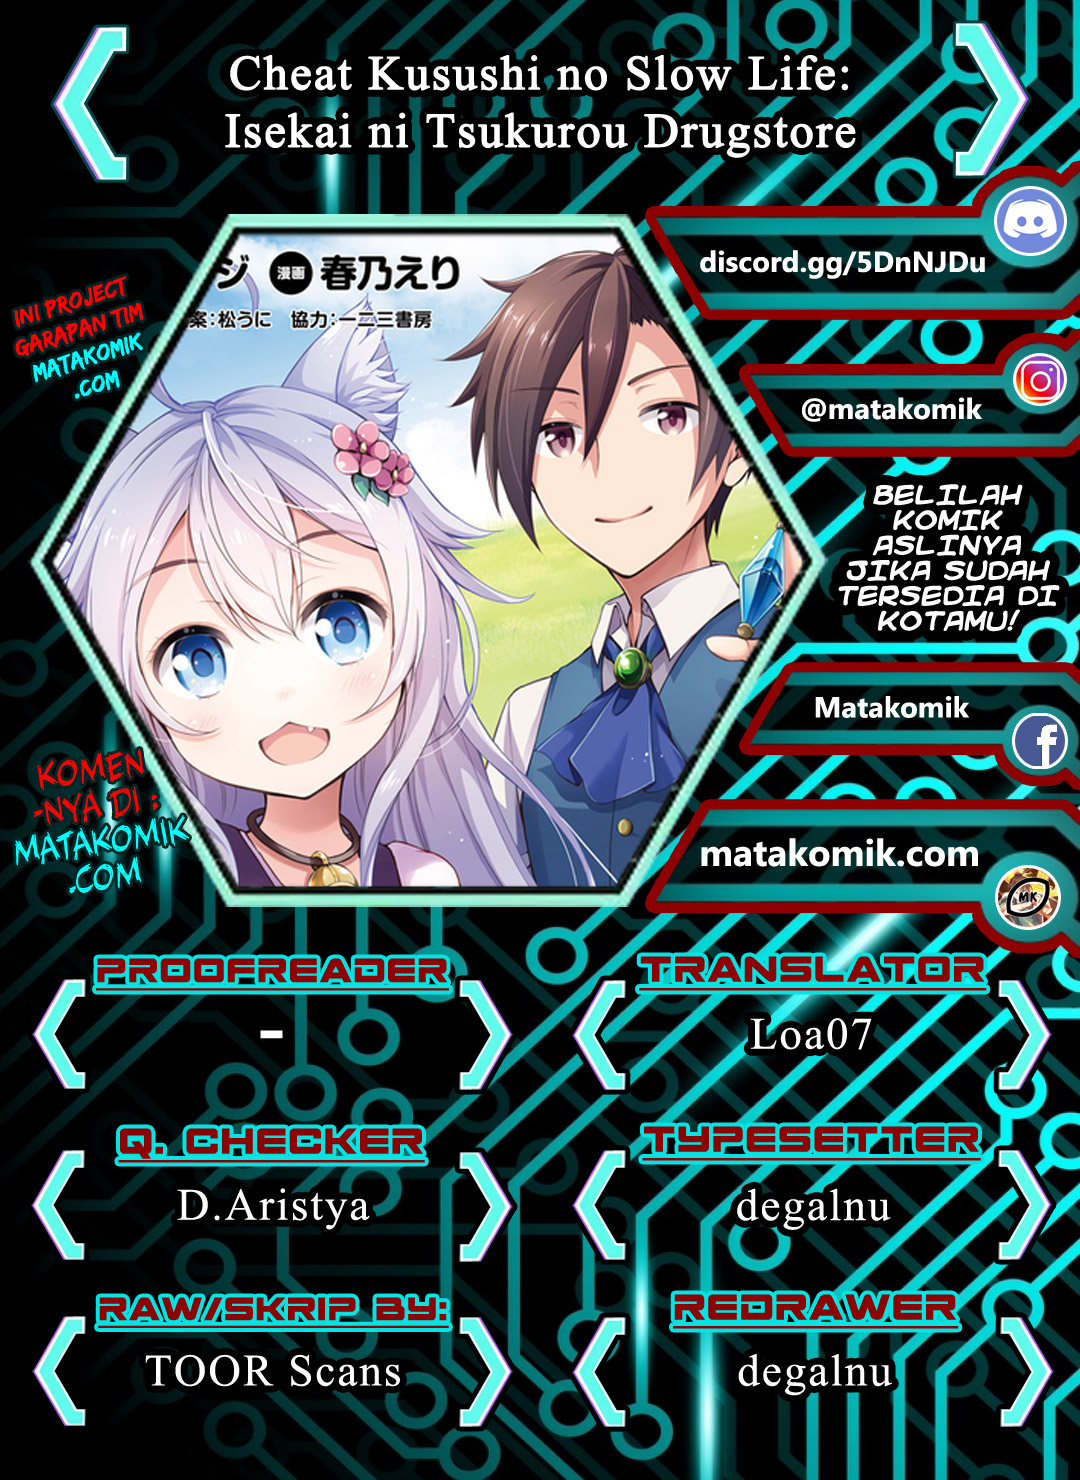 Cheat Kusushi no Slow Life:
Isekai ni Tsukurou Drugstore
discord.gg/5DnNJDu
ジ 漫画 春乃えり
案:松うに 協力:一二三書房
INI PROJECT
GARAPAN TIM
MATAKOMIK
.COM
@matakomik
BELILAH
KOMIK
ASLINYA
JIKA SUDAH
TERSEDIA DI
KOTAMU!
Matakomik
KOMEN
-NYA DI :
MATAKOMIK
.COM
matakomik.com
MK
PROOFREADER
-
TRANSLATOR
Loa07
Q. CHECKER
D.Aristya
TYPESETTER
degalnu
RAW/SKRIP BY:
TOOR Scans
REDRAWER
degalnu